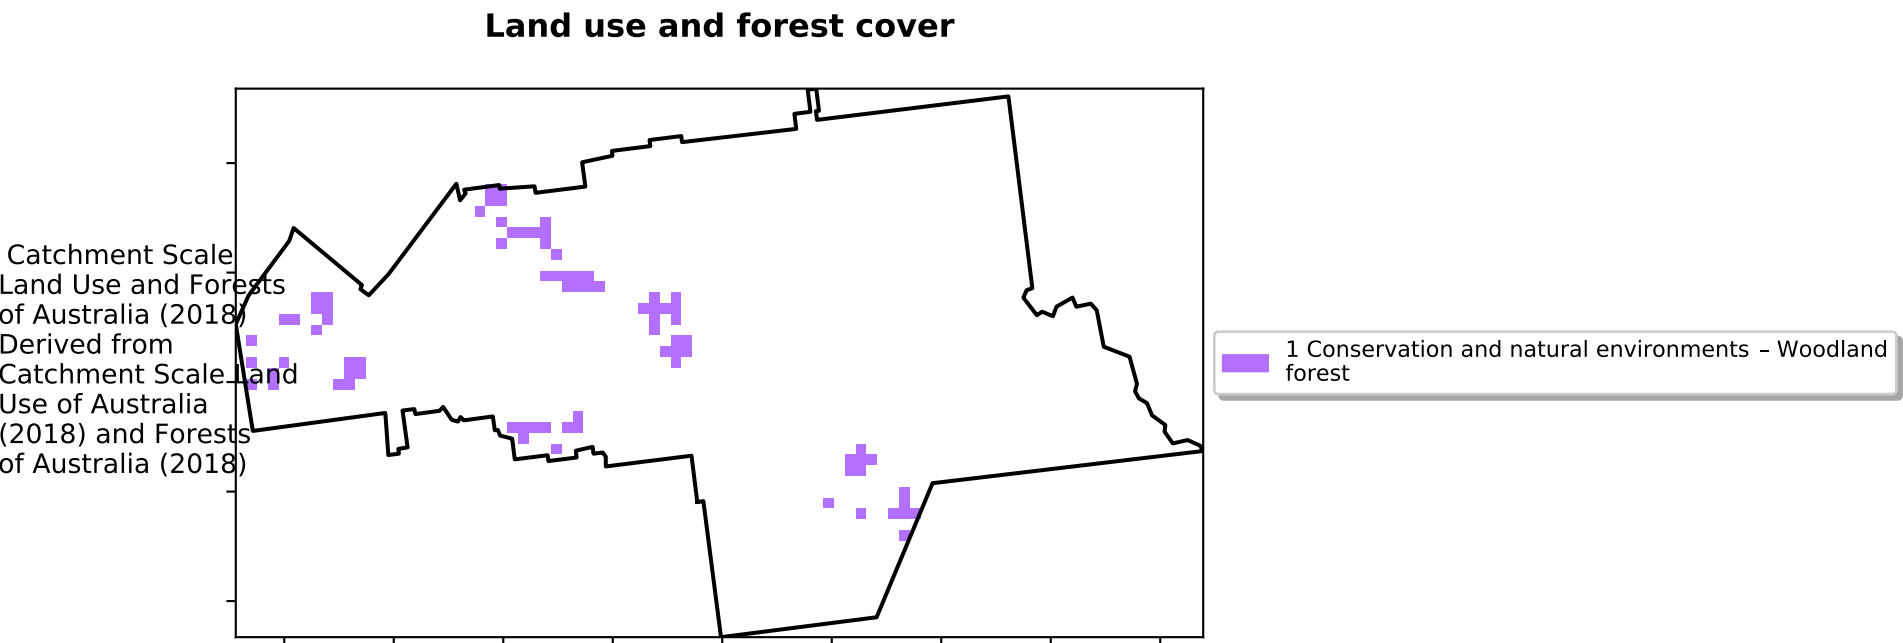 Land use and forest cover
Catchment Scale
Land Use and Forests
of Australia (2018)
Derived from
Catchment Scale Land
Use of Australia
(2018) and Forests
of Australia (2018)
1 Conservation and natural environments – Woodland
forest